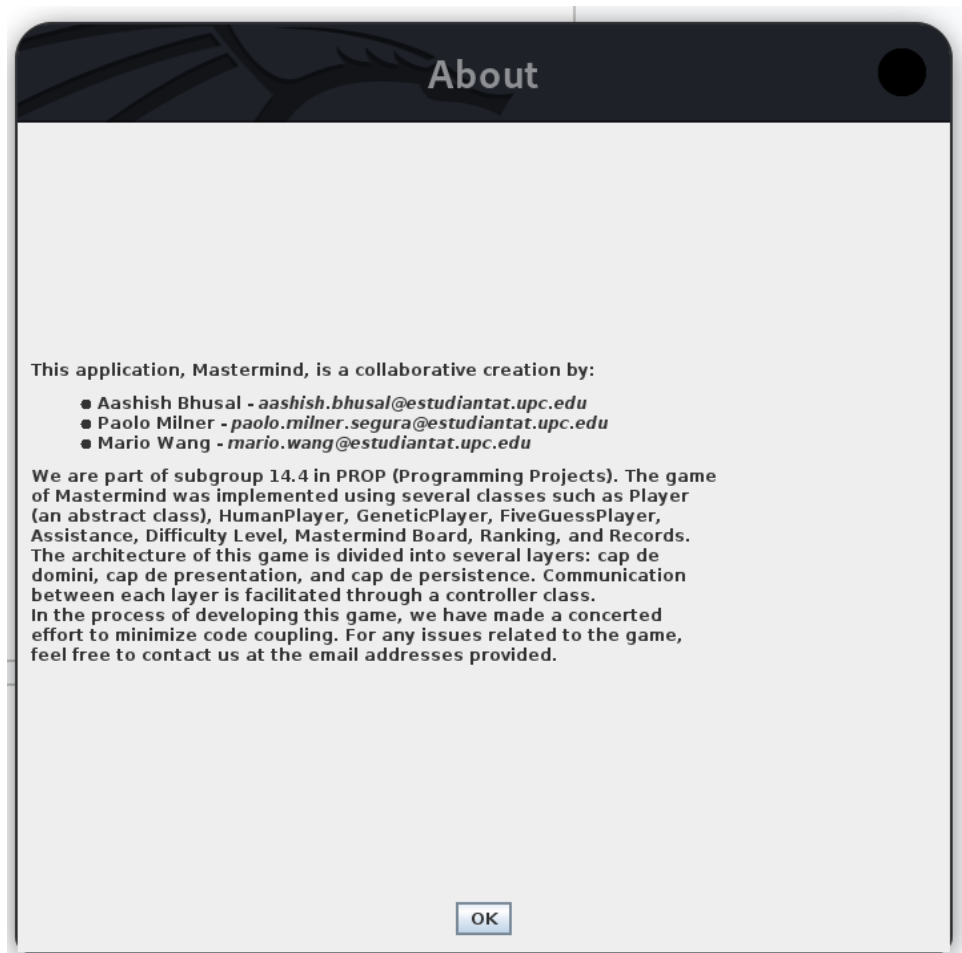 About
This application, Mastermind, is a collaborative creation by:
● Aashish Bhusal - aashish.bhusal@estudiantat.upc.edu
● Paolo Milner - paolo.milner.segura@estudiantat.upc.edu
● Mario Wang - mario.wang@estudiantat.upc.edu
We are part of subgroup 14.4 in PROP (Programming Projects). The game
of Mastermind was implemented using several classes such as Player
(an abstract class), HumanPlayer, GeneticPlayer, FiveGuessPlayer,
Assistance, Difficulty Level, Mastermind Board, Ranking, and Records.
The architecture of this game is divided into several layers: cap de
domini, cap de presentation, and cap de persistence. Communication
between each layer is facilitated through a controller class.
In the process of developing this game, we have made a concerted
effort to minimize code coupling. For any issues related to the game,
feel free to contact us at the email addresses provided.
OK